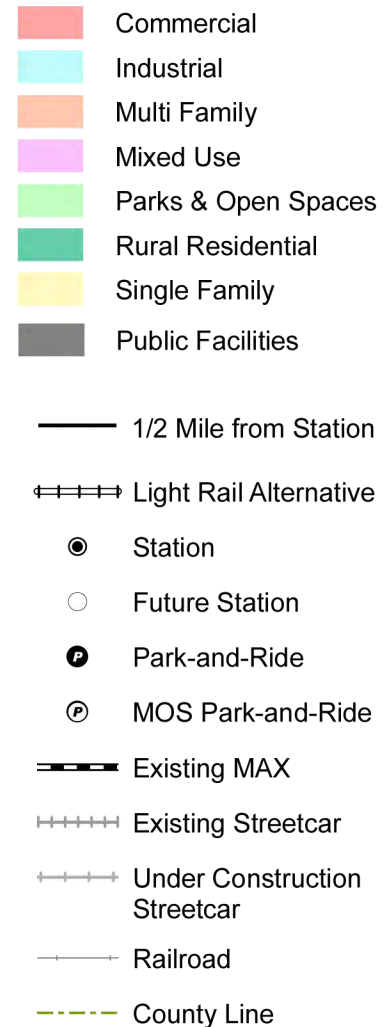 Commercial
Industrial
Multi Family
Mixed Use
Parks & Open Spaces
Rural Residential
Single Family
Public Facilities
1/2 Mile from Station
Light Rail Alternative
Station
Future Station
P Park-and-Ride
P MOS Park-and-Ride
Existing MAX
Existing Streetcar
Under Construction
Streetcar
Railroad
County Line